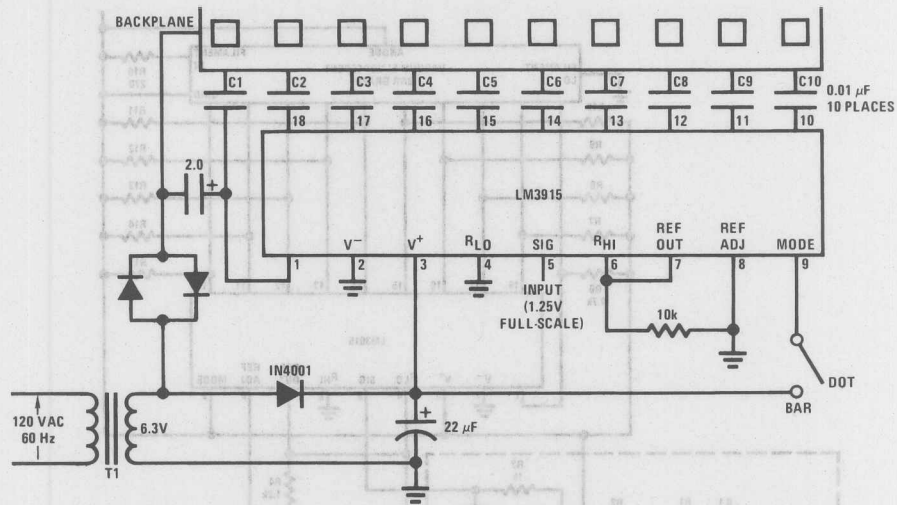 BACKPLANE
C1 C2 C3 C4 C5 C6 C7 C8 C9 C10
0.01 μF
10 PLACES
18 17 16 15 14 13 12 11 10
2.0
+
LM3915
V− V+ RLO SIG RHI REF OUT REF ADJ MODE
1 2 3 4 5 6 7 8 9
INPUT
(1.25V
FULL-SCALE)
10k
DOT
BAR
IN4001
+
22 μF
120 VAC
60 Hz
6.3V
T1